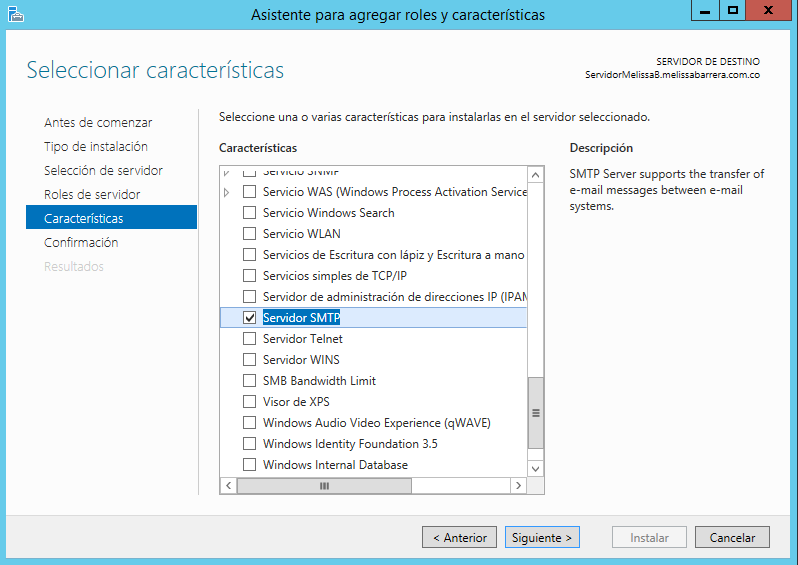 Asistente para agregar roles y características
Seleccionar características
SERVIDOR DE DESTINO
ServidorMelissaB.melissabarrera.com.co
Antes de comenzar
Tipo de instalación
Selección de servidor
Roles de servidor
Características
Confirmación
Resultados
Seleccione una o varias características para instalarlas en el servidor seleccionado.
Características
Servicio SNMP
Servicio WAS (Windows Process Activation Service
Servicio Windows Search
Servicio WLAN
Servicios de Escritura con lápiz y Escritura a mano
Servicios simples de TCP/IP
Servidor de administración de direcciones IP (IPAM
Servidor SMTP
Servidor Telnet
Servidor WINS
SMB Bandwidth Limit
Visor de XPS
Windows Audio Video Experience (qWAVE)
Windows Identity Foundation 3.5
Windows Internal Database
Descripción
SMTP Server supports the transfer of
e-mail messages between e-mail
systems.
< Anterior
Siguiente >
Instalar
Cancelar